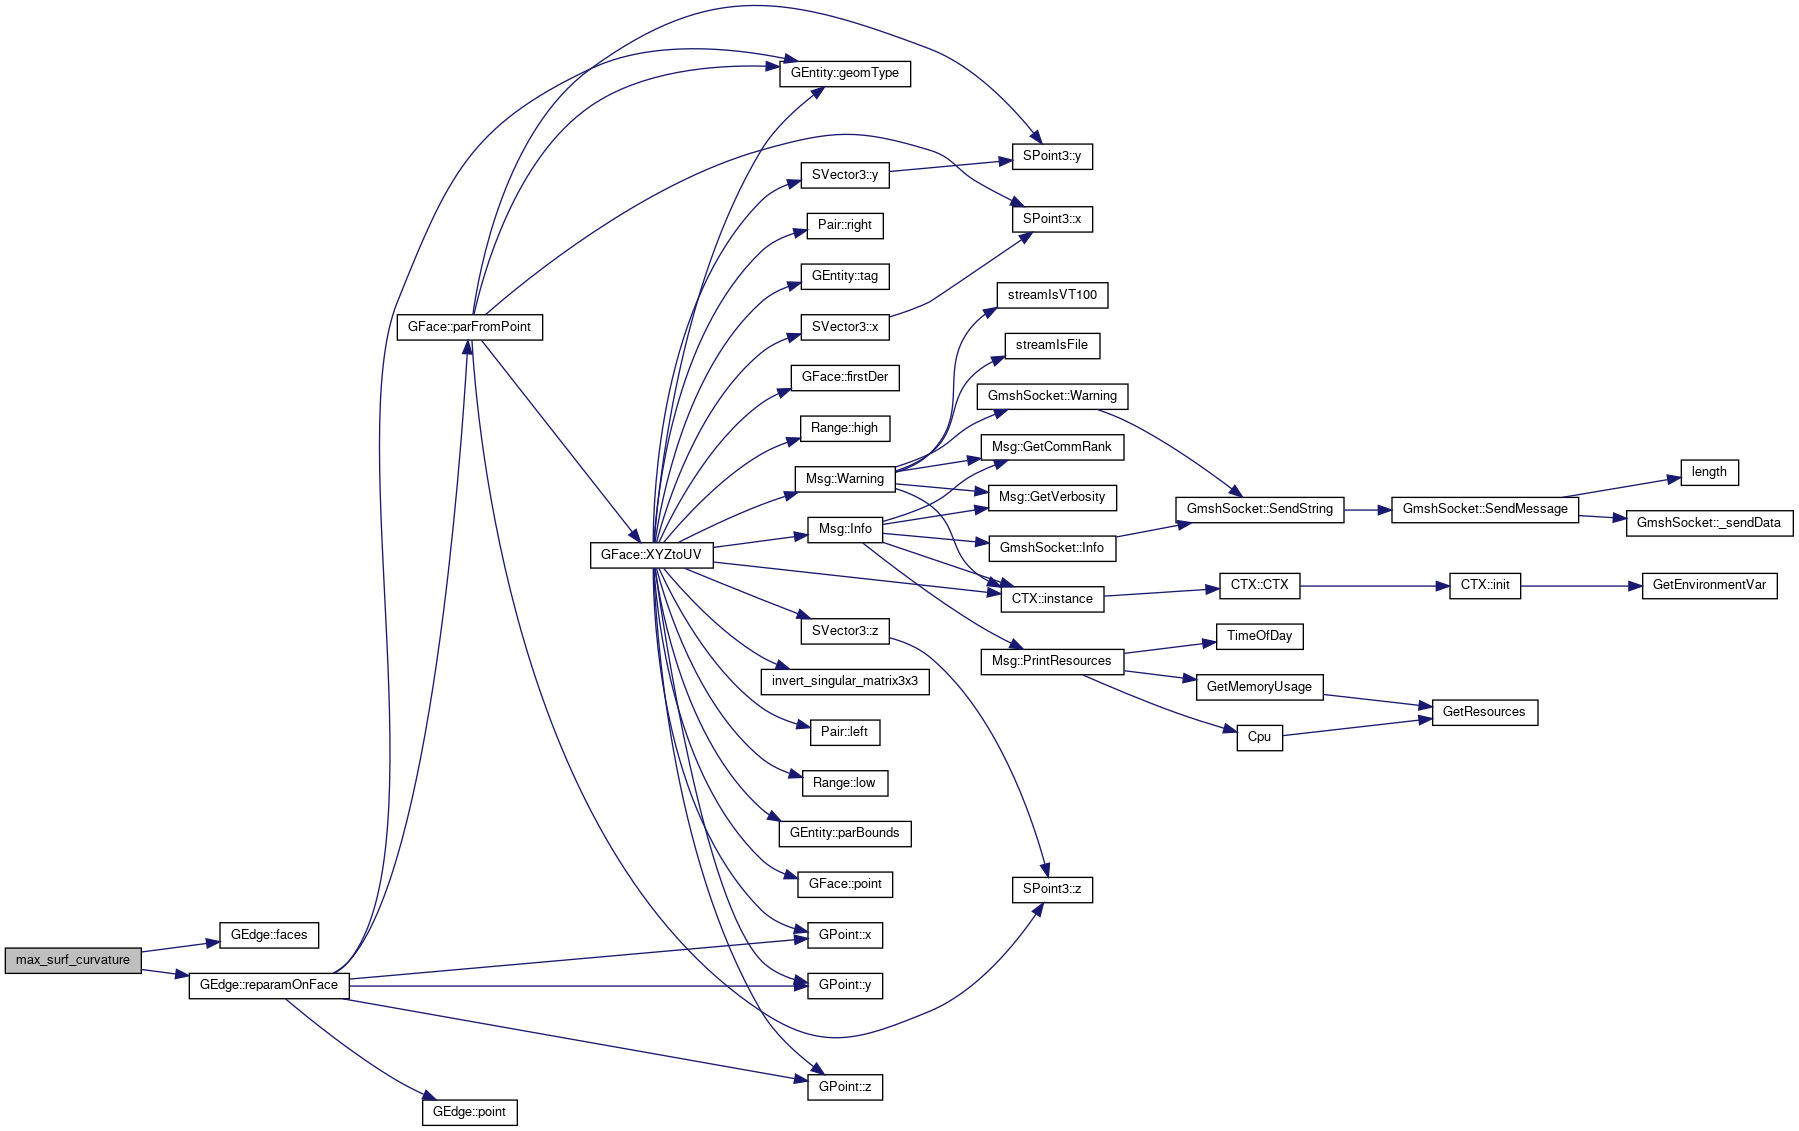 GEntity::geomType
SPoint3::y
SVector3::y
SPoint3::x
Pair::right
GEntity::tag
streamIsVT100
GFace::parFromPoint
SVector3::x
streamIsFile
GFace::firstDer
GmshSocket::Warning
Range::high
Msg::GetCommRank
length
Msg::Warning
Msg::GetVerbosity
GmshSocket::SendString
GmshSocket::SendMessage
GmshSocket::_sendData
Msg::Info
GmshSocket::Info
GFace::XYZtoUV
CTX::instance
CTX::CTX
CTX::init
GetEnvironmentVar
SVector3::z
TimeOfDay
Msg::PrintResources
invert_singular_matrix3x3
GetMemoryUsage
GetResources
Pair::left
Cpu
Range::low
GEntity::parBounds
GFace::point
SPoint3::z
GEdge::faces
GPoint::x
max_surf_curvature
GEdge::reparamOnFace
GPoint::y
GPoint::z
GEdge::point